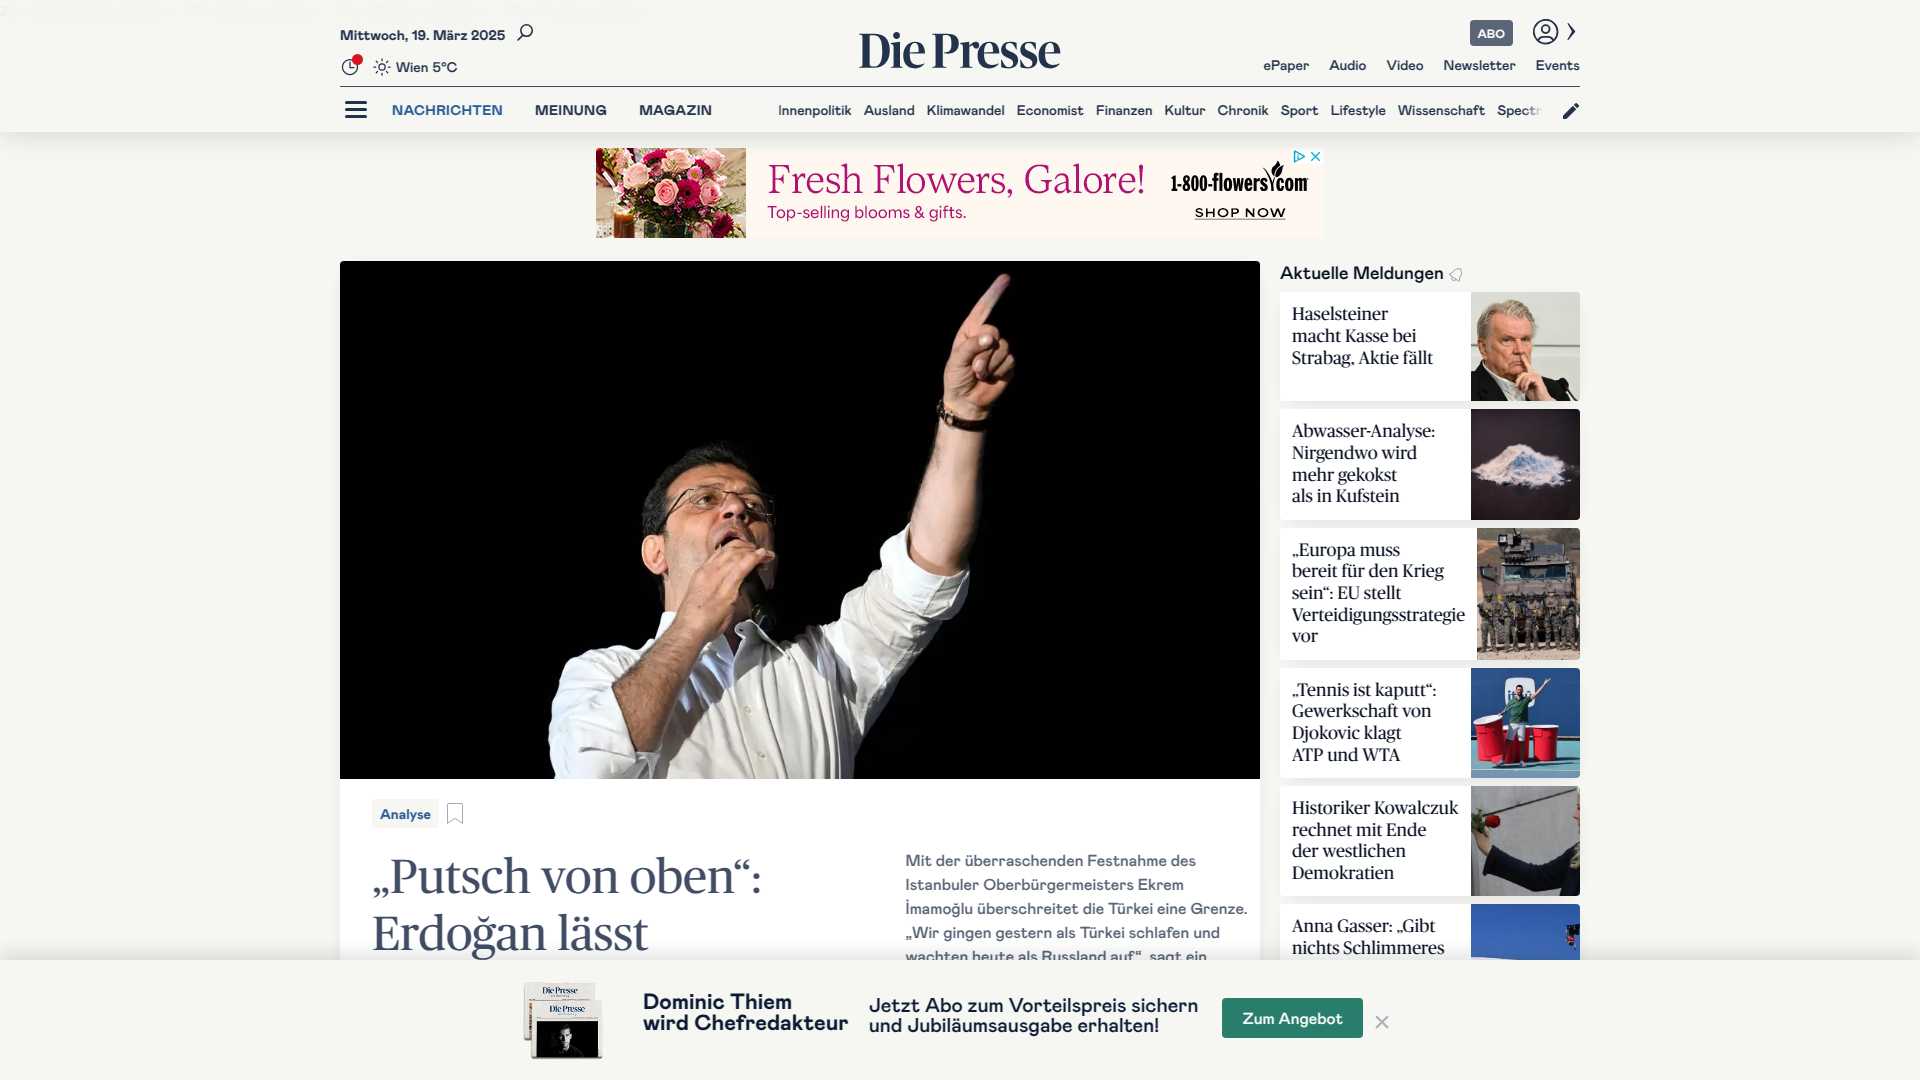 Mittwoch, 19. März 2025
Wien 5°C
Die Presse
ABO
ePaper Audio Video Newsletter Events
NACHRICHTEN MEINUNG MAGAZIN
Innenpolitik Ausland Klimawandel Economist Finanzen Kultur Chronik Sport Lifestyle Wissenschaft Spectr
Fresh Flowers, Galore!
Top-selling blooms & gifts.
1-800-flowers.com
SHOP NOW
Aktuelle Meldungen
Haselsteiner
macht Kasse bei
Strabag, Aktie fällt
Abwasser-Analyse:
Nirgendwo wird
mehr gekokst
als in Kufstein
„Europa muss
bereit für den Krieg
sein“: EU stellt
Verteidigungsstrategie
vor
„Tennis ist kaputt“:
Gewerkschaft von
Djokovic klagt
ATP und WTA
Historiker Kowalczuk
rechnet mit Ende
der westlichen
Demokratien
Anna Gasser: „Gibt
nichts Schlimmeres
Analyse
„Putsch von oben“:
Erdoğan lässt
Mit der überraschenden Festnahme des
Istanbuler Oberbürgermeisters Ekrem
İmamoğlu überschreitet die Türkei eine Grenze.
„Wir gingen gestern als Türkei schlafen und
wachten heute als Russland auf“, sagt ein
Die Presse
Die Presse
Dominic Thiem
wird Chefredakteur
Jetzt Abo zum Vorteilspreis sichern
und Jubiläumsausgabe erhalten!
Zum Angebot